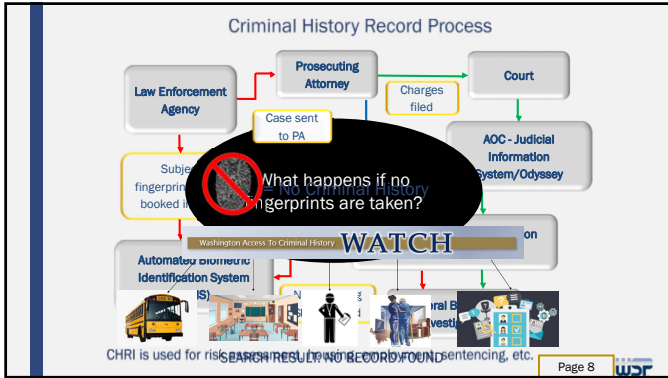 Criminal History Record Process
Law Enforcement
Agency
Prosecuting
Attorney
Court
Charges
filed
Case sent
to PA
AOC - Judicial
Information
System/Odyssey
What happens if no
fingerprints are taken?
= No Criminal History
Washington Access To Criminal History WATCH
Automated Biometric
Identification System
CHRI is used for risk assessment, housing, employment, sentencing, etc.
SEARCH RESULT: NO RECORD FOUND
Page 8
WSP